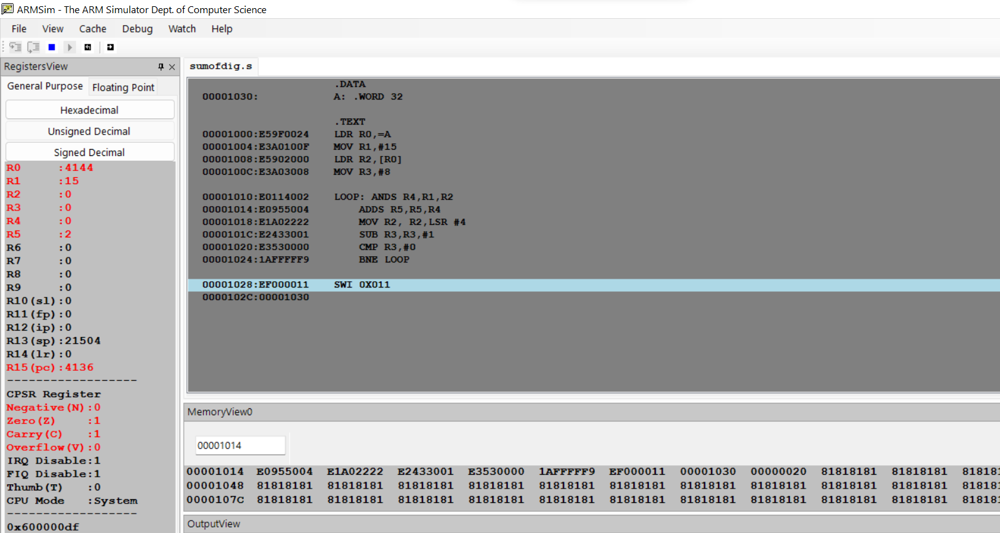 ARMSim - The ARM Simulator Dept. of Computer Science
File View Cache Debug Watch Help
RegistersView
General Purpose Floating Point
Hexadecimal
Unsigned Decimal
Signed Decimal
R0 :4144
R1 :15
R2 :0
R3 :0
R4 :0
R5 :2
R6 :0
R7 :0
R8 :0
R9 :0
R10(sl):0
R11(fp):0
R12(ip):0
R13(sp):21504
R14(lr):0
R15(pc):4136
------------------
CPSR Register
Negative(N):0
Zero(Z) :1
Carry(C) :1
Overflow(V):0
IRQ Disable:1
FIQ Disable:1
Thumb(T) :0
CPU Mode :System
------------------
0x600000df
sumofdig.s
.DATA
00001030: A: .WORD 32
.TEXT
00001000:E59F0024 LDR R0,=A
00001004:E3A0100F MOV R1,#15
00001008:E5902000 LDR R2,[R0]
0000100C:E3A03008 MOV R3,#8
00001010:E0114002 LOOP: ANDS R4,R1,R2
00001014:E0955004 ADDS R5,R5,R4
00001018:E1A02222 MOV R2, R2,LSR #4
0000101C:E2433001 SUB R3,R3,#1
00001020:E3530000 CMP R3,#0
00001024:1AFFFFF9 BNE LOOP
00001028:EF000011 SWI 0X011
0000102C:00001030
MemoryView0
00001014
00001014 E0955004 E1A02222 E2433001 E3530000 1AFFFFF9 EF000011 00001030 00000020 81818181 81818181 818181
00001048 81818181 81818181 81818181 81818181 81818181 81818181 81818181 81818181 81818181 81818181 818181
0000107C 81818181 81818181 81818181 81818181 81818181 81818181 81818181 81818181 81818181 81818181 818181
OutputView